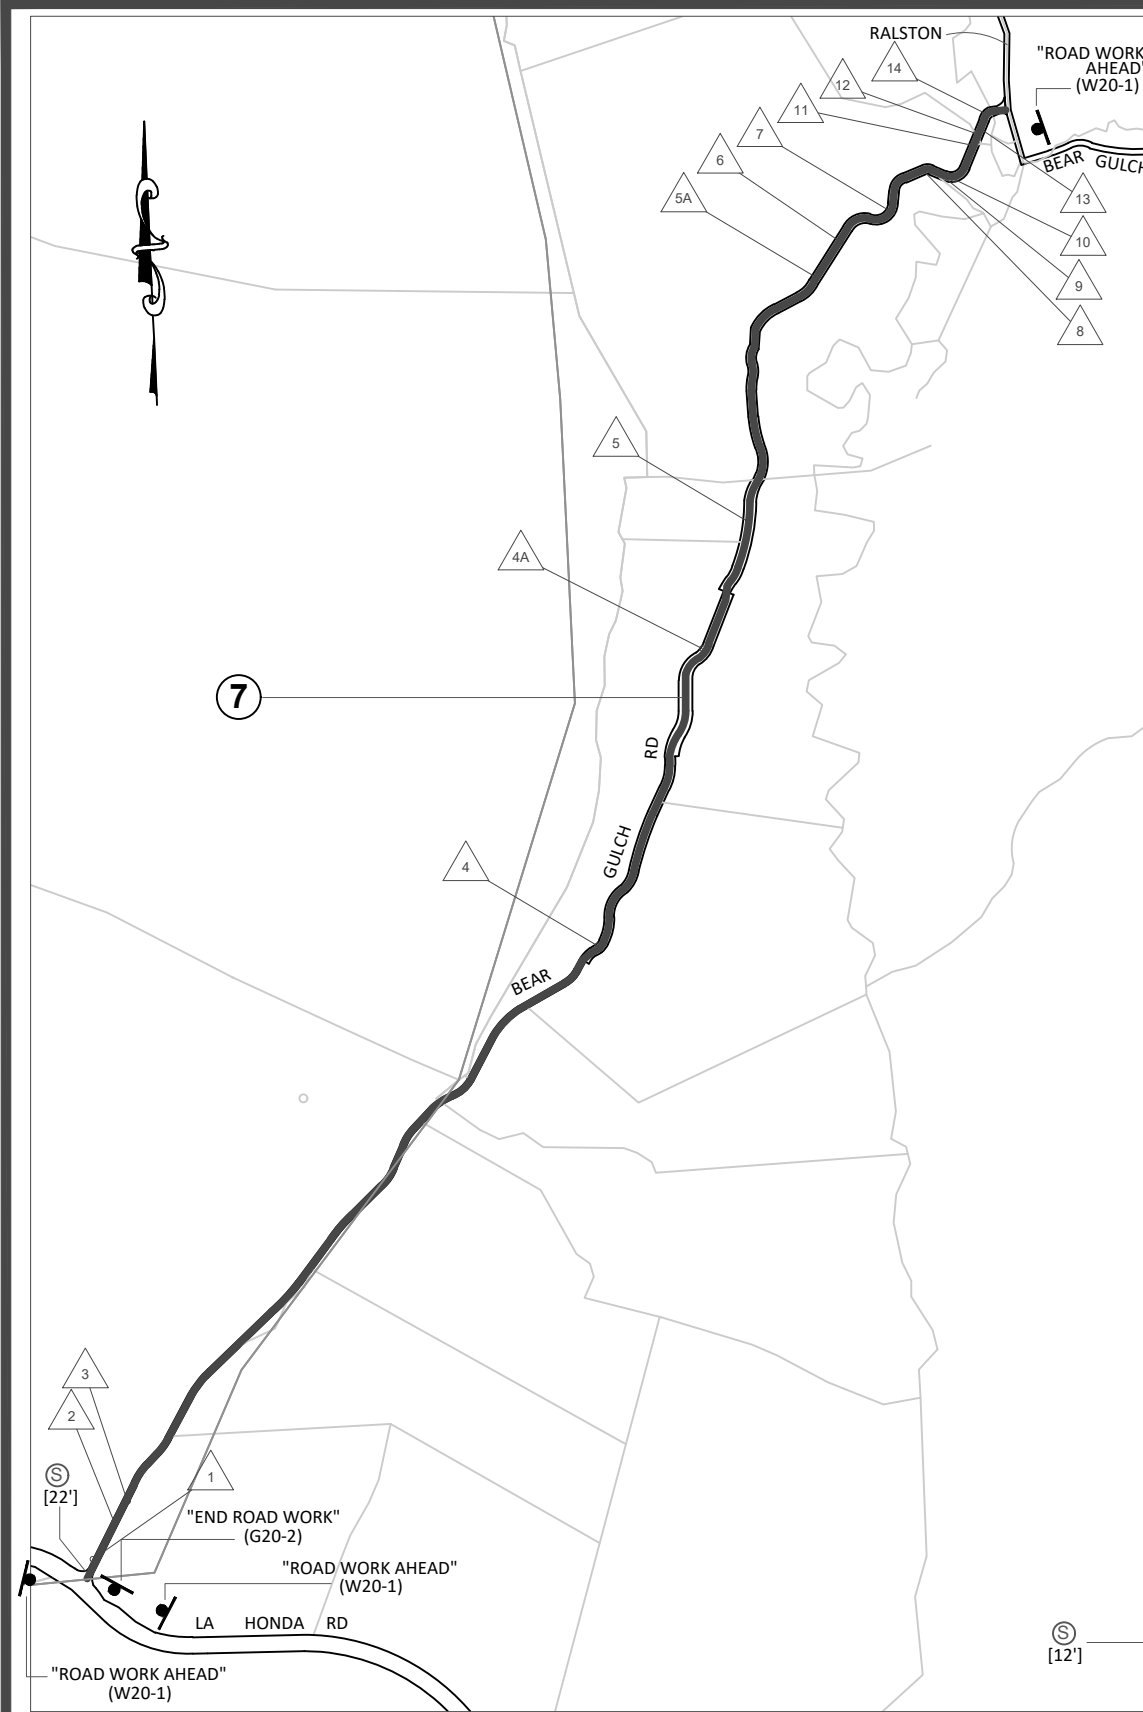 RALSTON
"ROAD WORK
AHEAD"
(W20-1)
14
12
11
7
6
5A
BEAR GULCH
13
10
9
8
5
4A
7
RD
GULCH
4
BEAR
3
2
S
[22']
1
"END ROAD WORK"
(G20-2)
"ROAD WORK AHEAD"
(W20-1)
LA HONDA RD
S
[12']
"ROAD WORK AHEAD"
(W20-1)